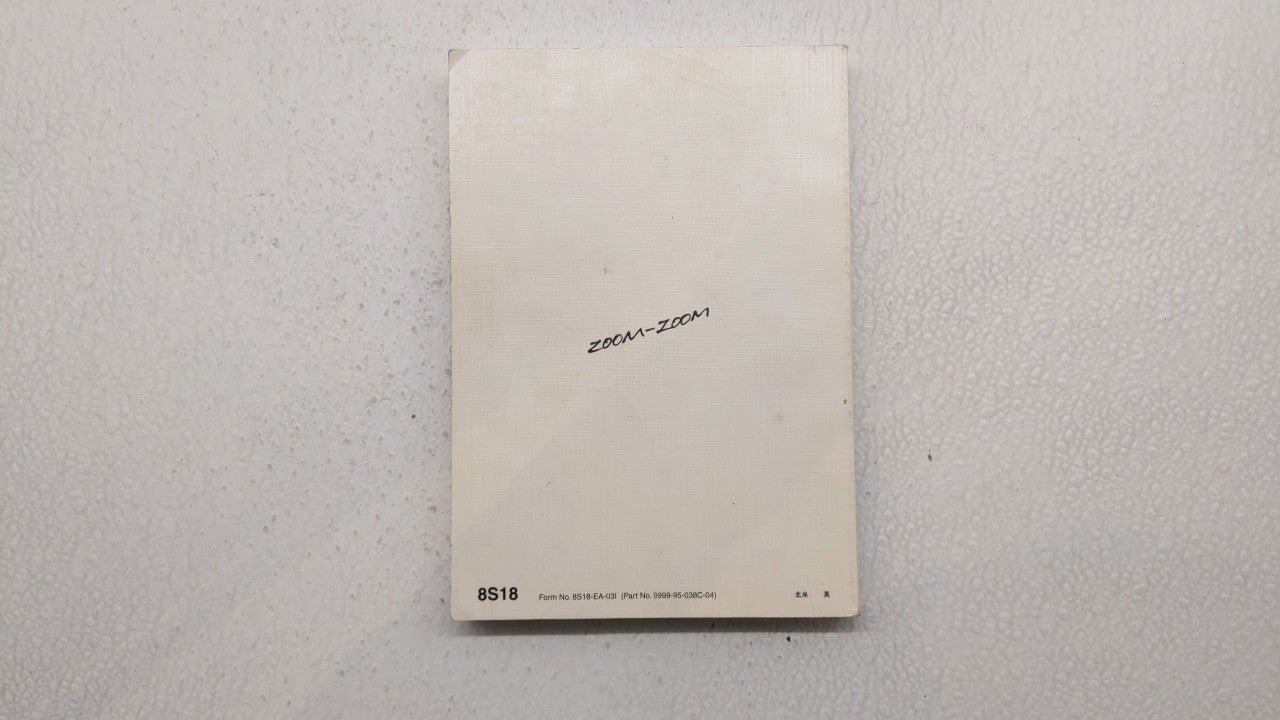 ZOOM-ZOOM
8S18 Form No. 8S18-EA-03I (Part No. 9999-95-038C-04) 北米 英